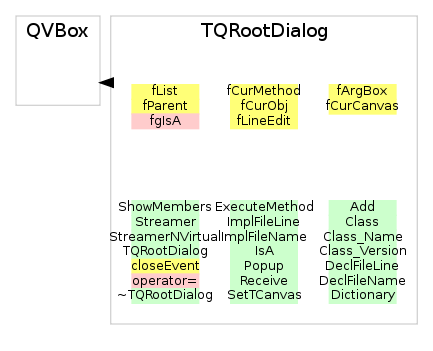 QVBox
TQRootDialog
fList fCurMethod fArgBox
fParent fCurObj fCurCanvas
fgIsA fLineEdit
ShowMembers ExecuteMethod Add
Streamer ImplFileLine Class
StreamerNVirtual ImplFileName Class_Name
TQRootDialog IsA Class_Version
closeEvent Popup DeclFileLine
operator= Receive DeclFileName
~TQRootDialog SetTCanvas Dictionary